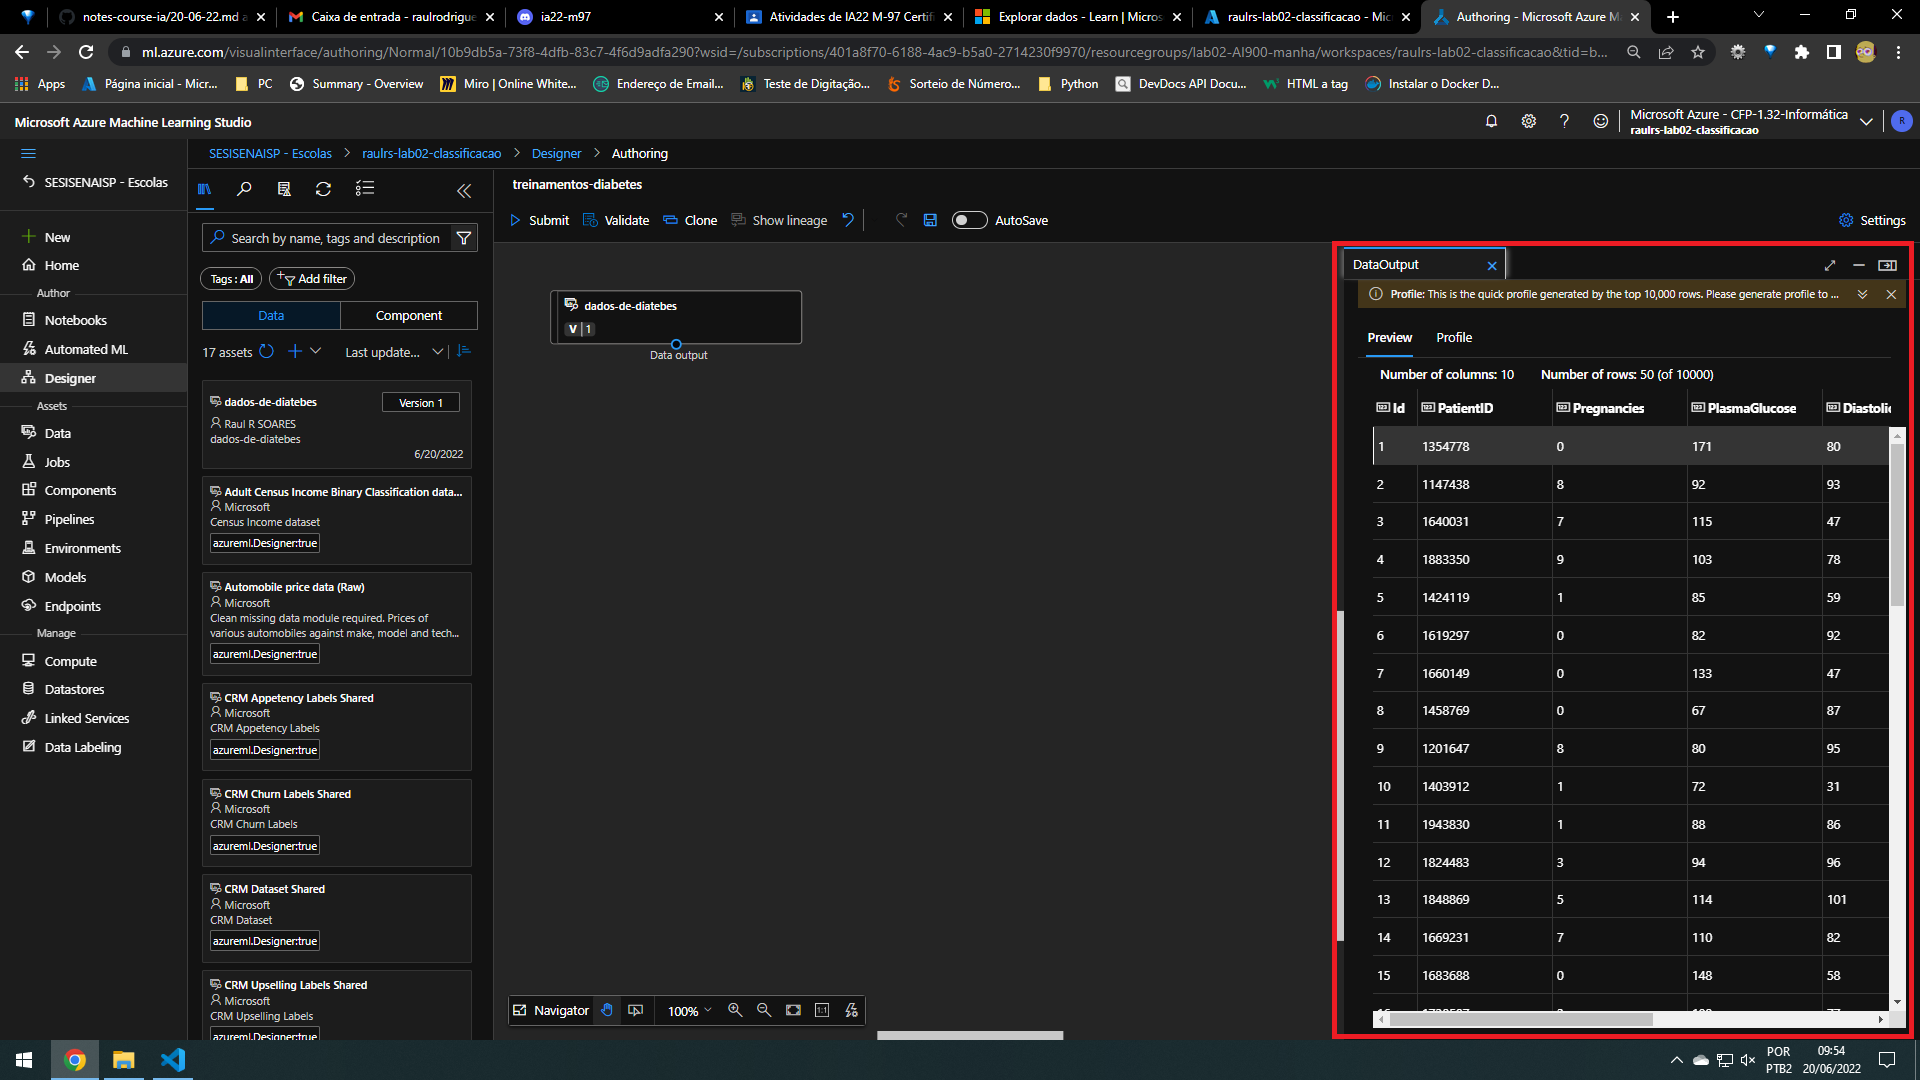 notes-course-ia/20-06-22.md a
Caixa de entrada - raulrodrigue
ia22-m97
Atividades de IA22 M-97 Certifi
Explorar dados - Learn | Micros
raulrs-lab02-classificacao - Mic
Authoring - Microsoft Azure Ma
ml.azure.com/visualinterface/authoring/Normal/10b9db5a-73f8-4dfb-83c7-4f6d9adfa290?wsid=/subscriptions/401a8f70-6188-4ac9-b5a0-2714230f9970/resourcegroups/lab02-AI900-manha/workspaces/raulrs-lab02-classificacao&tid=b...
Apps
Página inicial - Micr...
PC
Summary - Overview
Miro | Online White...
Endereço de Email...
Teste de Digitação...
Sorteio de Número...
Python
DevDocs API Docu...
HTML a tag
Instalar o Docker D...
Microsoft Azure Machine Learning Studio
Microsoft Azure - CFP-1.32-Informática
raulrs-lab02-classificacao
R
SESISENAISP - Escolas > raulrs-lab02-classificacao > Designer > Authoring
SESISENAISP - Escolas
New
Home
Author
Notebooks
Automated ML
Designer
Assets
Data
Jobs
Components
Pipelines
Environments
Models
Endpoints
Manage
Compute
Datastores
Linked Services
Data Labeling
Search by name, tags and description
Tags : All
Add filter
Data
Component
17 assets
Last update...
dados-de-diatebes
Version 1
Raul R SOARES
dados-de-diatebes
6/20/2022
Adult Census Income Binary Classification data...
Microsoft
Census Income dataset
azureml.Designer:true
Automobile price data (Raw)
Microsoft
Clean missing data module required. Prices of
various automobiles against make, model and tech...
azureml.Designer:true
CRM Appetency Labels Shared
Microsoft
CRM Appetency Labels
azureml.Designer:true
CRM Churn Labels Shared
Microsoft
CRM Churn Labels
azureml.Designer:true
CRM Dataset Shared
Microsoft
CRM Dataset
azureml.Designer:true
CRM Upselling Labels Shared
Microsoft
CRM Upselling Labels
azureml.Designer:true
treinamentos-diabetes
Submit
Validate
Clone
Show lineage
AutoSave
Settings
dados-de-diatebes
V | 1
Data output
Navigator
100%
1:1
DataOutput
Profile: This is the quick profile generated by the top 10,000 rows. Please generate profile to ...
Preview
Profile
Number of columns: 10 Number of rows: 50 (of 10000)
Id PatientID Pregnancies PlasmaGlucose Diastolic
1 1354778 0 171 80
2 1147438 8 92 93
3 1640031 7 115 47
4 1883350 9 103 78
5 1424119 1 85 59
6 1619297 0 82 92
7 1660149 0 133 47
8 1458769 0 67 87
9 1201647 8 80 95
10 1403912 1 72 31
11 1943830 1 88 86
12 1824483 3 94 96
13 1848869 5 114 101
14 1669231 7 110 82
15 1683688 0 148 58
POR
PTB2
09:54
20/06/2022